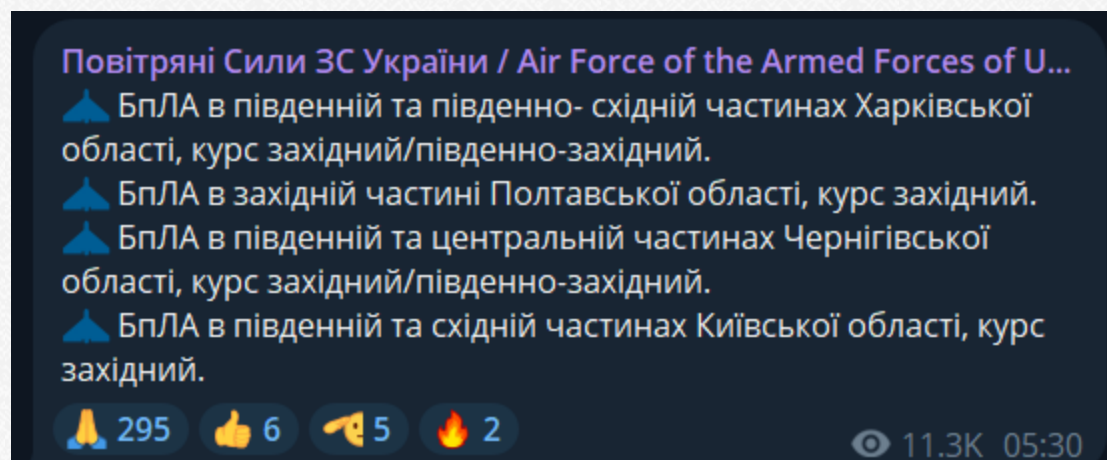 Повітряні Сили ЗС України / Air Force of the Armed Forces of U...
БпЛА в південній та південно- східній частинах Харківської
області, курс західний/південно-західний.
БпЛА в західній частині Полтавської області, курс західний.
БпЛА в південній та центральній частинах Чернігівської
області, курс західний/південно-західний.
БпЛА в південній та східній частинах Київської області, курс
західний.
295 6 5 2
11.3K 05:30